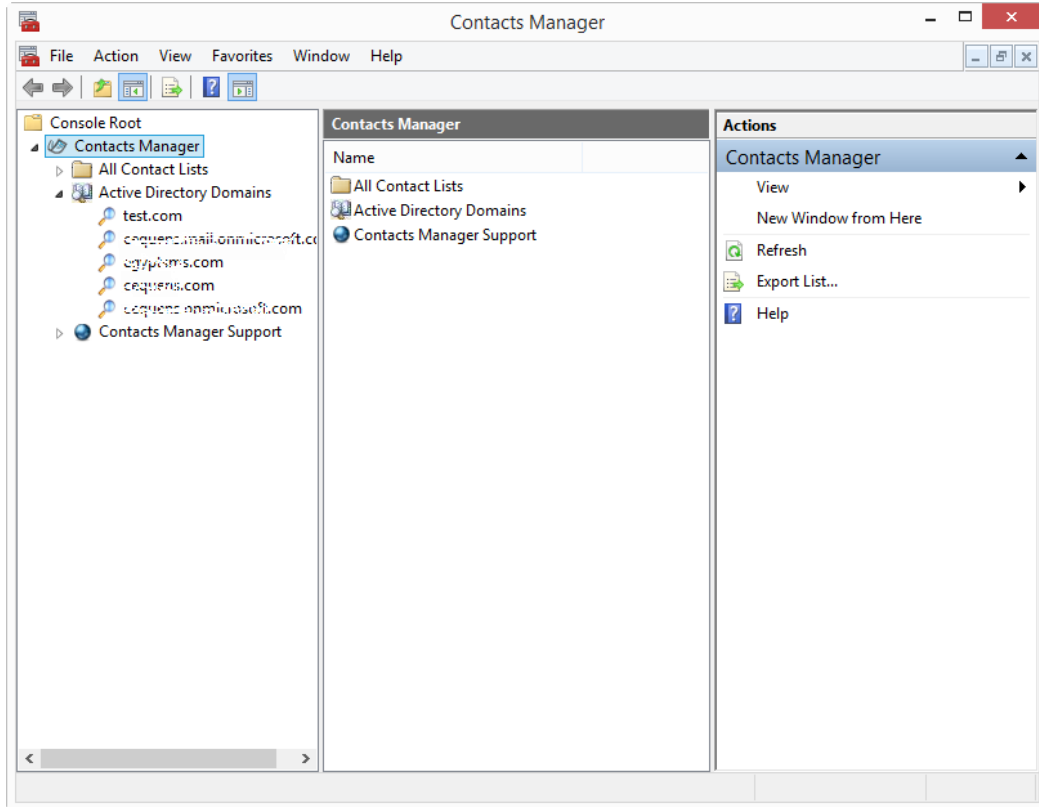 Contacts Manager
File Action View Favorites Window Help
Console Root
Contacts Manager
All Contact Lists
Active Directory Domains
test.com
.com
.com
Contacts Manager Support
Contacts Manager
Name
All Contact Lists
Active Directory Domains
Contacts Manager Support
Actions
Contacts Manager
View
New Window from Here
Refresh
Export List...
Help